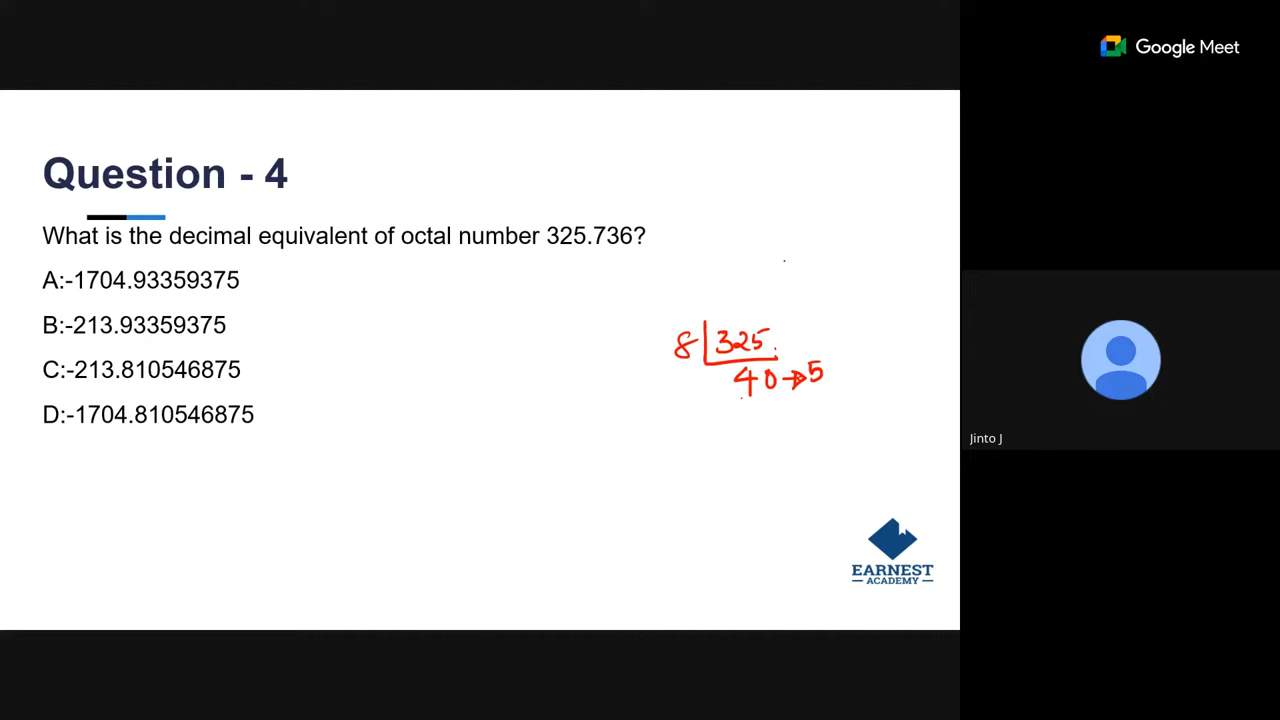 Google Meet
Question - 4
What is the decimal equivalent of octal number 325.736?
A:-1704.93359375
B:-213.93359375
C:-213.810546875
D:-1704.810546875
8 325.
40→5
Jinto J
EARNEST
ACADEMY